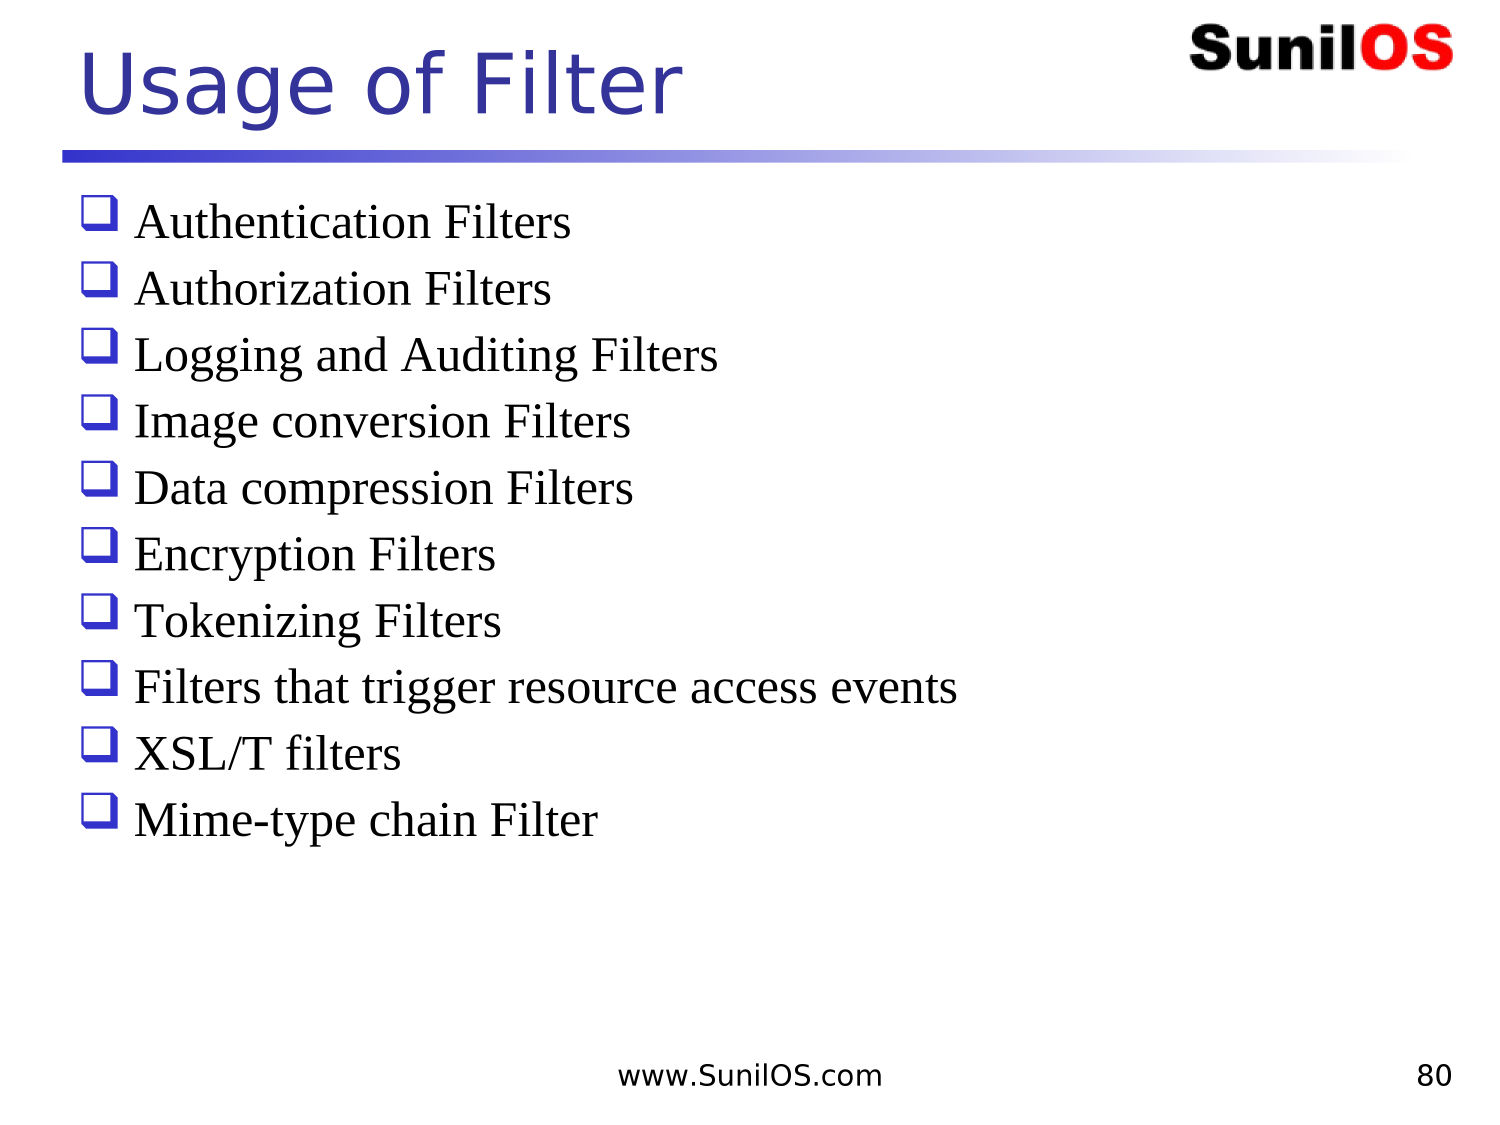 Usage of Filter
SunilOS
Authentication Filters
Authorization Filters
Logging and Auditing Filters
Image conversion Filters
Data compression Filters
Encryption Filters
Tokenizing Filters
Filters that trigger resource access events
XSL/T filters
Mime-type chain Filter
www.SunilOS.com
80